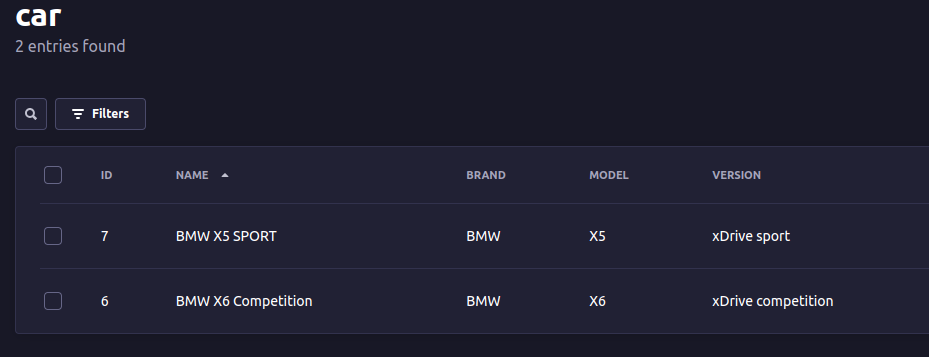 car
2 entries found
Filters
ID NAME BRAND MODEL VERSION
7 BMW X5 SPORT BMW X5 xDrive sport
6 BMW X6 Competition BMW X6 xDrive competition